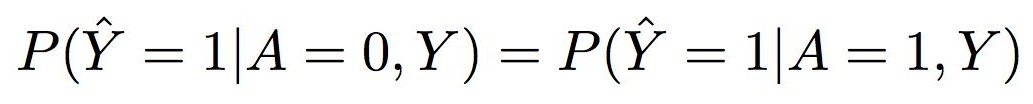 P(Ŷ = 1|A = 0, Y) = P(Ŷ = 1|A = 1, Y)